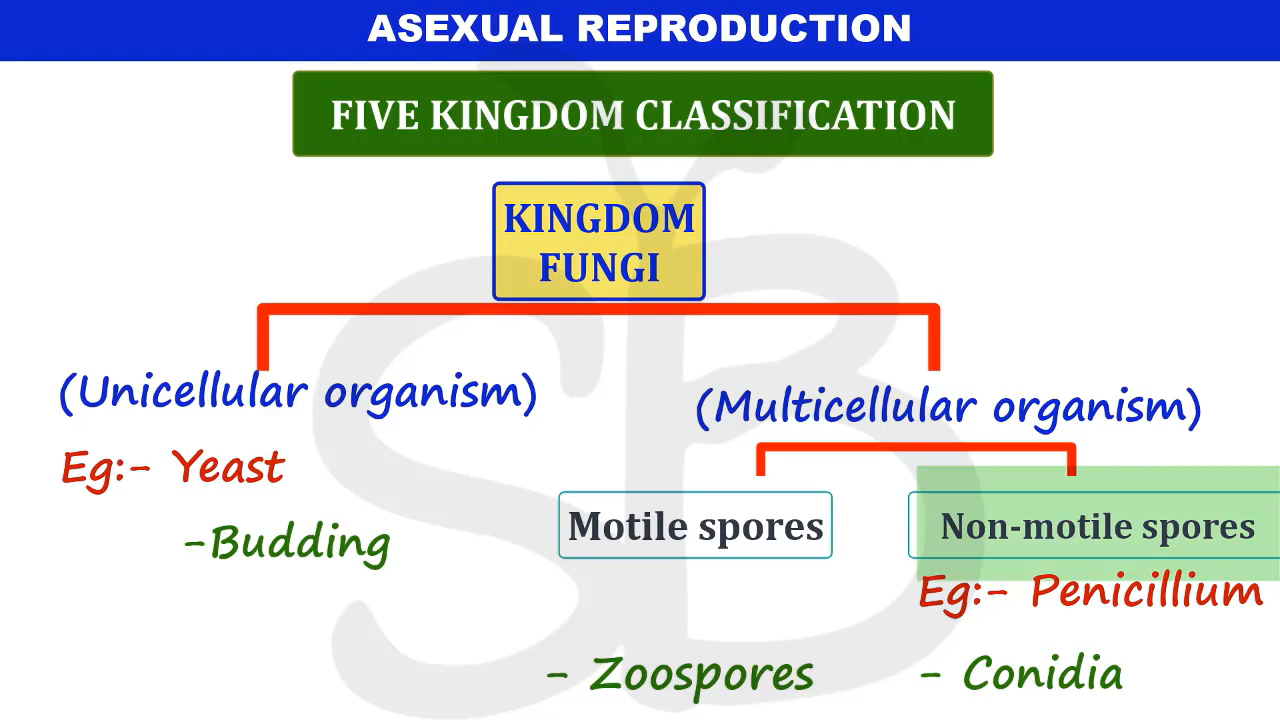 ASEXUAL REPRODUCTION
FIVE KINGDOM CLASSIFICATION
KINGDOM
FUNGI
(Unicellular organism)
Eg:- Yeast
-Budding
(Multicellular organism)
Motile spores
Non-motile spores
Eg:- Penicillium
- Zoospores
- Conidia
SB